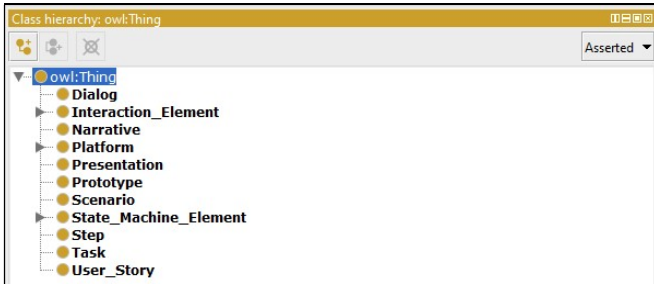 Class hierarchy: owl:Thing
Asserted
owl:Thing
Dialog
Interaction_Element
Narrative
Platform
Presentation
Prototype
Scenario
State_Machine_Element
Step
Task
User_Story